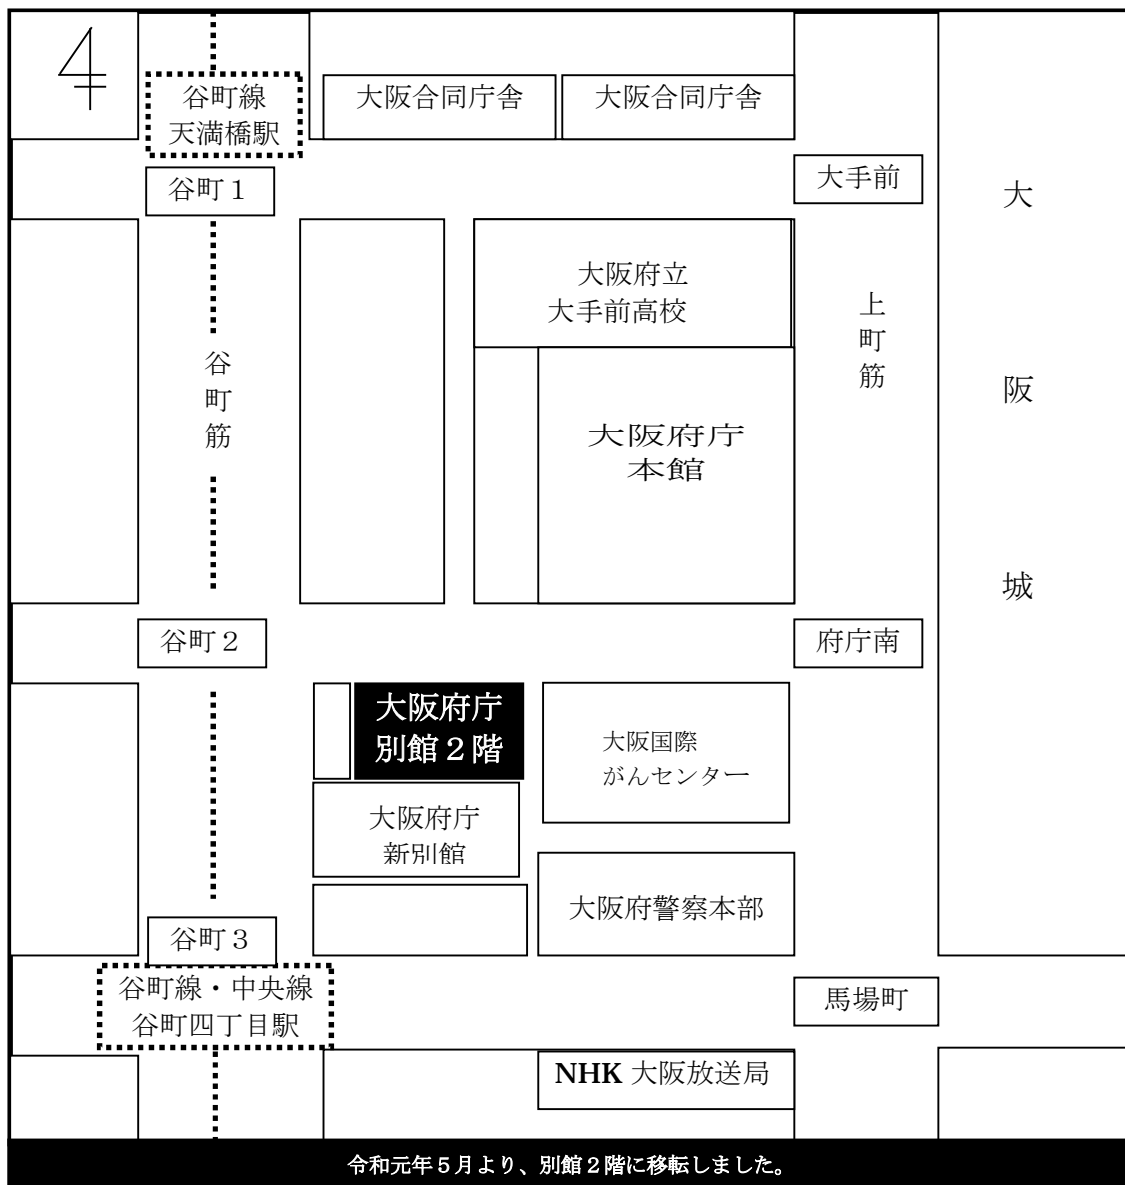 4
谷町線
天満橋駅
大阪合同庁舎
大阪合同庁舎
谷町１
大手前
大阪府立
大手前高校
上町筋
大阪城
谷町筋
大阪府庁
本館
谷町２
府庁南
大阪府庁
別館２階
大阪国際
がんセンター
大阪府庁
新別館
大阪府警察本部
谷町３
谷町線・中央線
谷町四丁目駅
馬場町
NHK 大阪放送局
令和元年５月より、別館２階に移転しました。